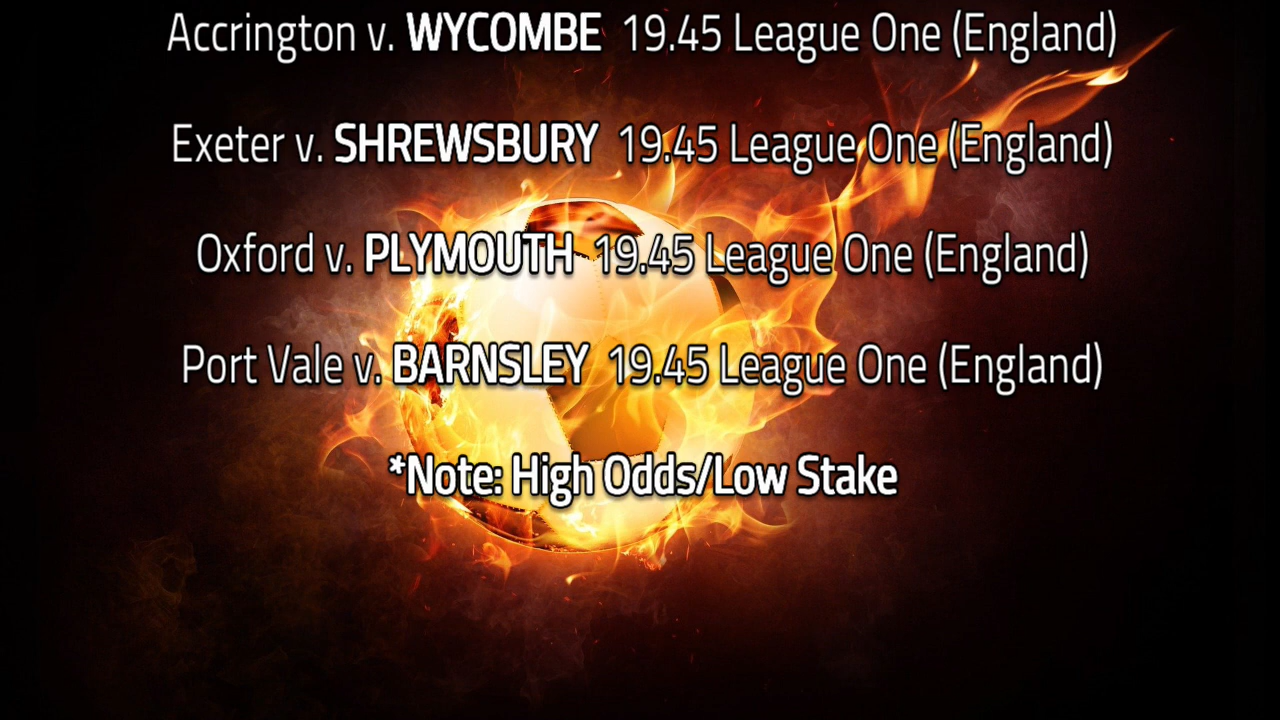 Accrington v. WYCOMBE 19.45 League One (England)
Exeter v. SHREWSBURY 19.45 League One (England)
Oxford v. PLYMOUTH 19.45 League One (England)
Port Vale v. BARNSLEY 19.45 League One (England)
*Note: High Odds/Low Stake